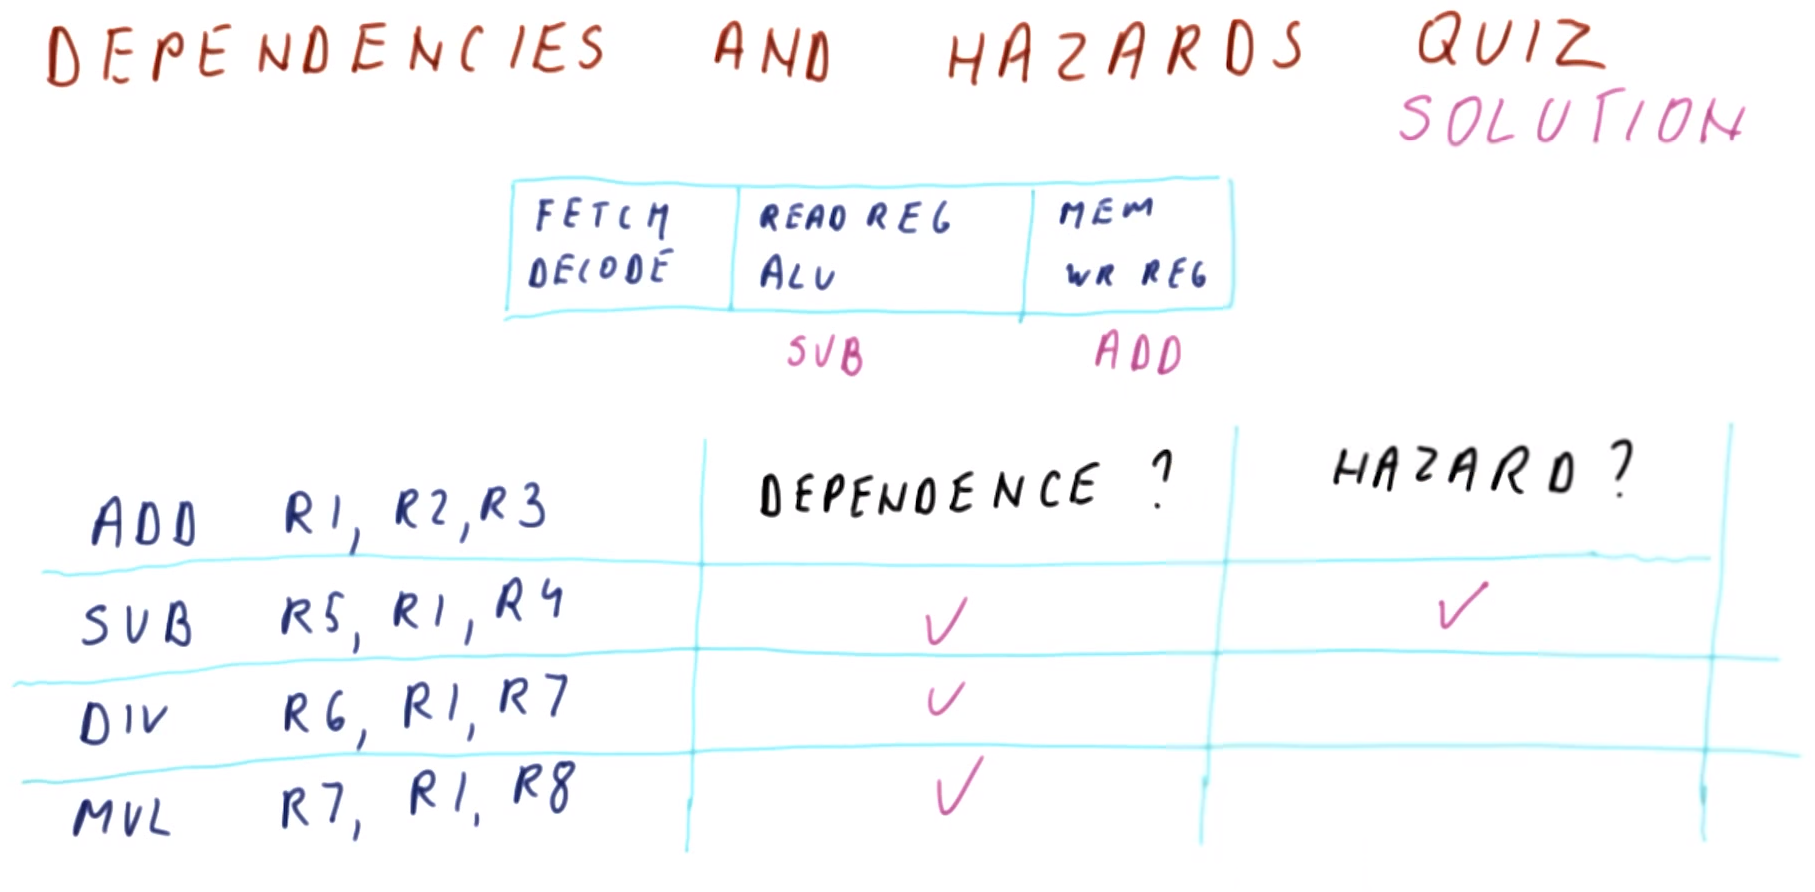 DEPENDENCIES AND HAZARDS QUIZ
SOLUTION
FETCH READ REG MEM
DECODE ALU WR REG
SUB ADD
DEPENDENCE ? HAZARD ?
ADD R1, R2, R3
SUB R5, R1, R4 ✓ ✓
DIV R6, R1, R7 ✓
MUL R7, R1, R8 ✓